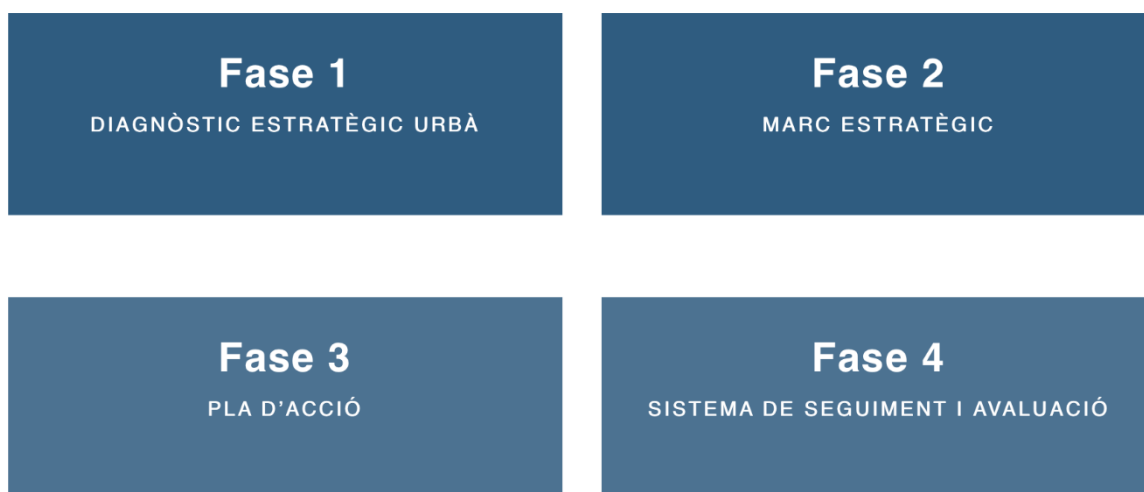 Fase 1
DIAGNÒSTIC ESTRATÈGIC URBÀ
Fase 2
MARC ESTRATÈGIC
Fase 3
PLA D’ACCIÓ
Fase 4
SISTEMA DE SEGUIMENT I AVALUACIÓ